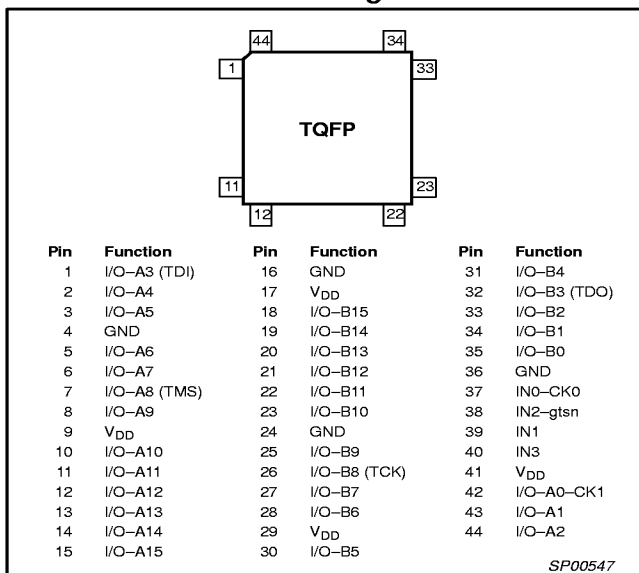 44 34
1 33
TQFP
11 23
12 22
Pin Function Pin Function Pin Function
1 I/O–A3 (TDI) 16 GND 31 I/O–B4
2 I/O–A4 17 VDD 32 I/O–B3 (TDO)
3 I/O–A5 18 I/O–B15 33 I/O–B2
4 GND 19 I/O–B14 34 I/O–B1
5 I/O–A6 20 I/O–B13 35 I/O–B0
6 I/O–A7 21 I/O–B12 36 GND
7 I/O–A8 (TMS) 22 I/O–B11 37 IN0–CK0
8 I/O–A9 23 I/O–B10 38 IN2–gtsn
9 VDD 24 GND 39 IN1
10 I/O–A10 25 I/O–B9 40 IN3
11 I/O–A11 26 I/O–B8 (TCK) 41 VDD
12 I/O–A12 27 I/O–B7 42 I/O–A0–CK1
13 I/O–A13 28 I/O–B6 43 I/O–A1
14 I/O–A14 29 VDD 44 I/O–A2
15 I/O–A15 30 I/O–B5
SP00547